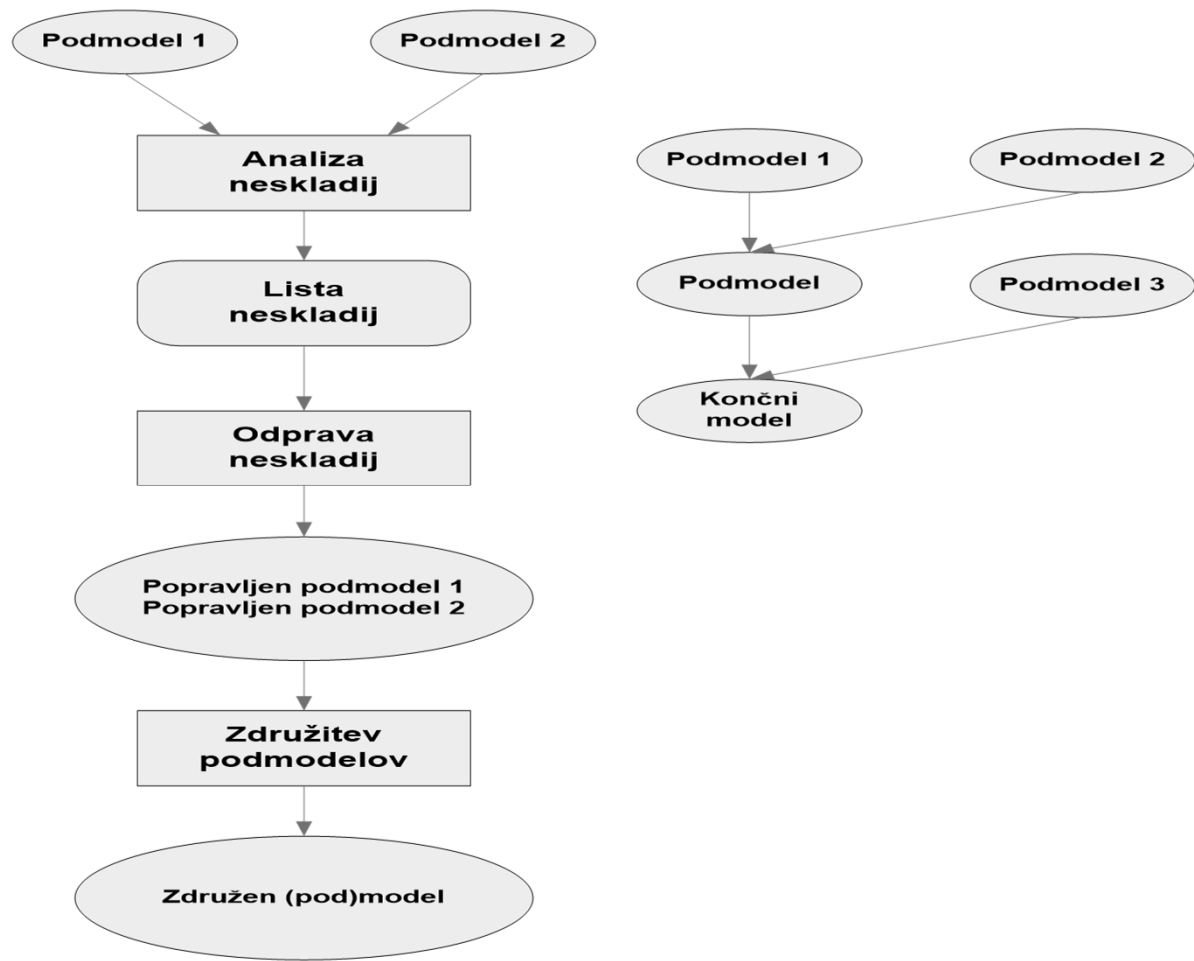 Podmodel 1
Podmodel 2
Analiza
neskladij
Lista
neskladij
Odprava
neskladij
Popravljen podmodel 1
Popravljen podmodel 2
Združitev
podmodelov
Združen (pod)model
Podmodel 1
Podmodel 2
Podmodel
Podmodel 3
Končni
model